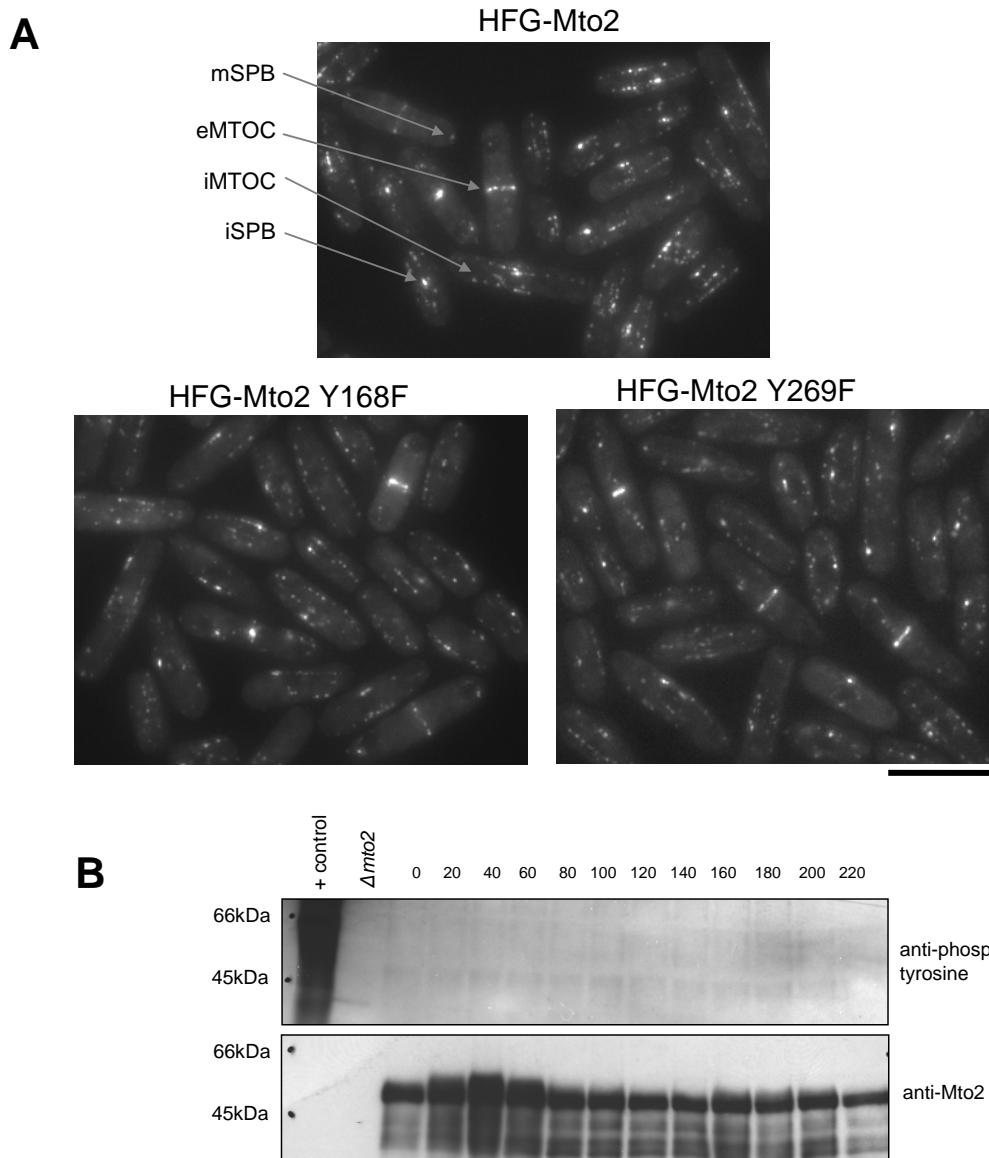 A
HFG-Mto2
mSPB
eMTOC
iMTOC
iSPB
HFG-Mto2 Y168F
HFG-Mto2 Y269F
B
+ control
Δmto2
0 20 40 60 80 100 120 140 160 180 200 220
66kDa
45kDa
anti-phosp
tyrosine
66kDa
45kDa
anti-Mto2